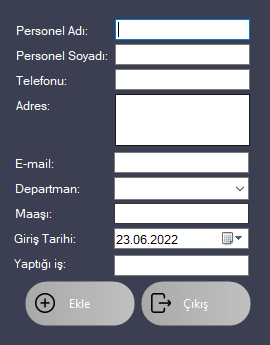 Personel Adı:
Personel Soyadı:
Telefonu:
Adres:
E-mail:
Departman:
Maaşı:
Giriş Tarihi: 23.06.2022
Yaptığı iş:
Ekle Çıkış